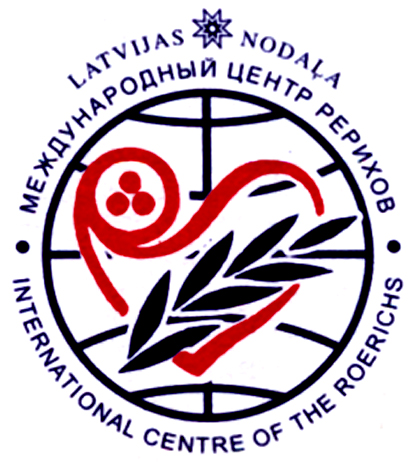 LATVIJAS NODAĻA
МЕЖДУНАРОДНЫЙ ЦЕНТР РЕРИХОВ
INTERNATIONAL CENTRE OF THE ROERICHS